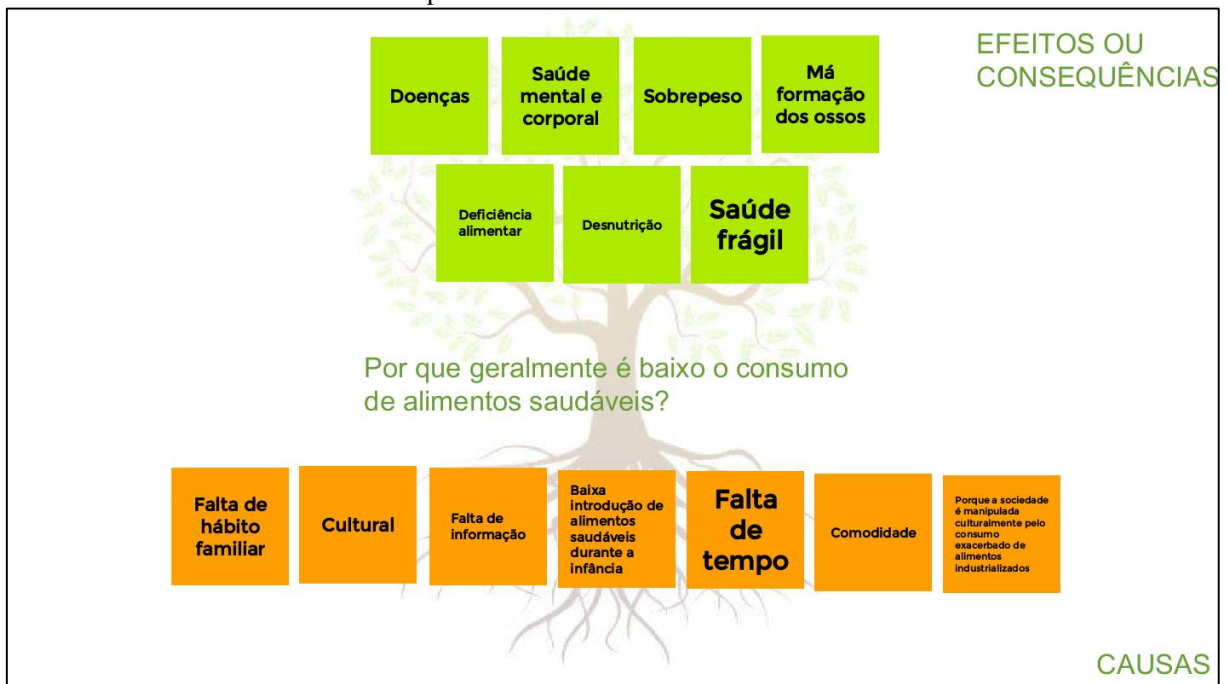 EFEITOS OU
CONSEQUÊNCIAS
Doenças
Saúde
mental e
corporal
Sobrepeso
Má
formação
dos ossos
Deficiência
alimentar
Desnutrição
Saúde
frágil
Por que geralmente é baixo o consumo
de alimentos saudáveis?
Falta de
hábito
familiar
Cultural
Falta de
informação
Baixa
introdução de
alimentos
saudáveis
durante a
infância
Falta
de
tempo
Comodidade
Porque a sociedade
é manipulada
culturalmente pelo
consumo
exacerbado de
alimentos
industrializados
CAUSAS